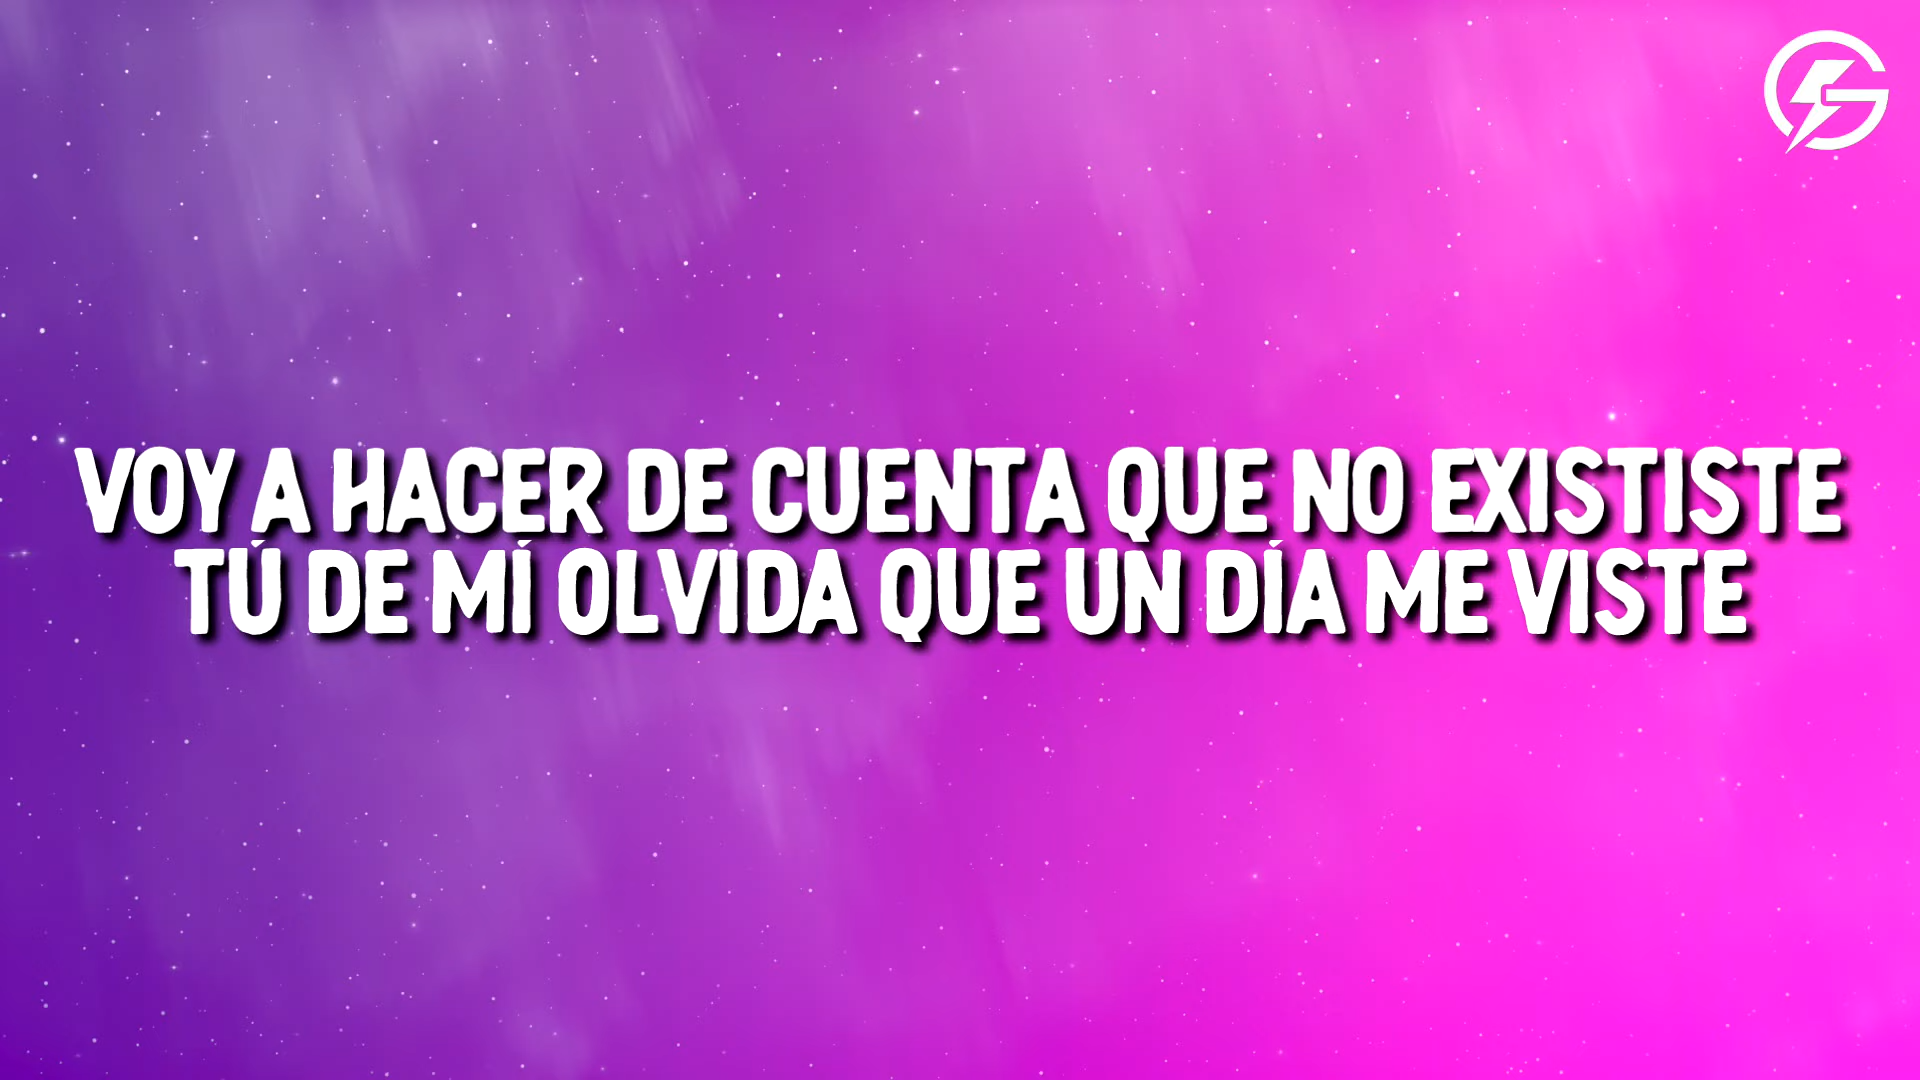 VOY A HACER DE CUENTA QUE NO EXISTISTE
TÚ DE MÍ OLVIDA QUE UN DÍA ME VISTE